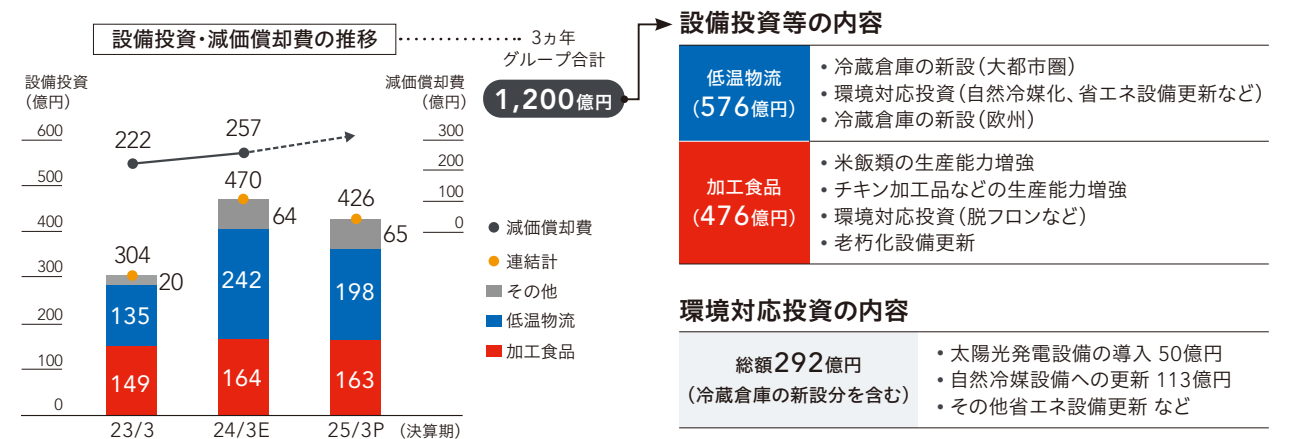 設備投資・減価償却費の推移
3ヵ年
グループ合計
1,200億円
設備投資
(億円)
減価償却費
(億円)
600
500
400
300
200
100
0
300
200
100
0
222
257
304
20
135
149
470
64
242
164
426
65
198
163
23/3
24/3E
25/3P
(決算期)
減価償却費
連結計
その他
低温物流
加工食品
設備投資等の内容
低温物流
(576億円)
• 冷蔵倉庫の新設(大都市圏)
• 環境対応投資(自然冷媒化、省エネ設備更新など)
• 冷蔵倉庫の新設(欧州)
加工食品
(476億円)
• 米飯類の生産能力増強
• チキン加工品などの生産能力増強
• 環境対応投資(脱フロンなど)
• 老朽化設備更新
環境対応投資の内容
総額292億円
(冷蔵倉庫の新設分を含む)
• 太陽光発電設備の導入 50億円
• 自然冷媒設備への更新 113億円
• その他省エネ設備更新 など